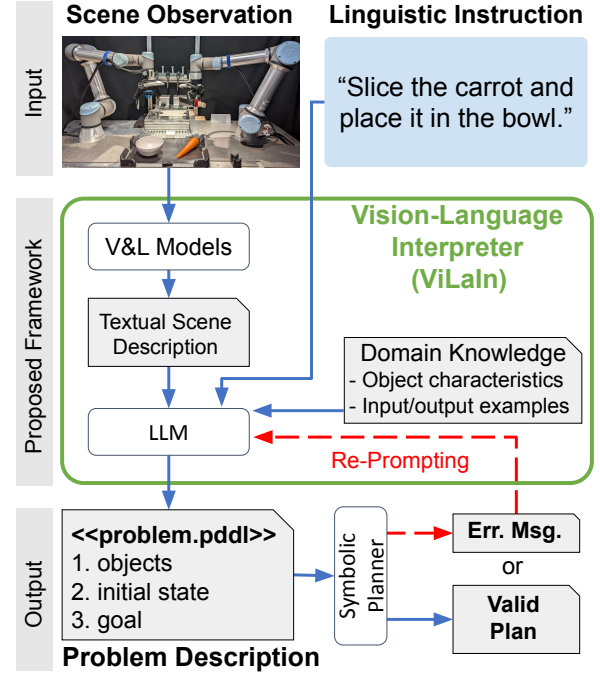 Scene Observation
Linguistic Instruction
Input
“Slice the carrot and
place it in the bowl.”
Proposed Framework
Vision-Language
Interpreter
(ViLaIn)
V&L Models
Textual Scene
Description
Domain Knowledge
- Object characteristics
- Input/output examples
LLM
Re-Prompting
Output
<<problem.pddl>>
1. objects
2. initial state
3. goal
Symbolic
Planner
Err. Msg.
or
Valid
Plan
Problem Description